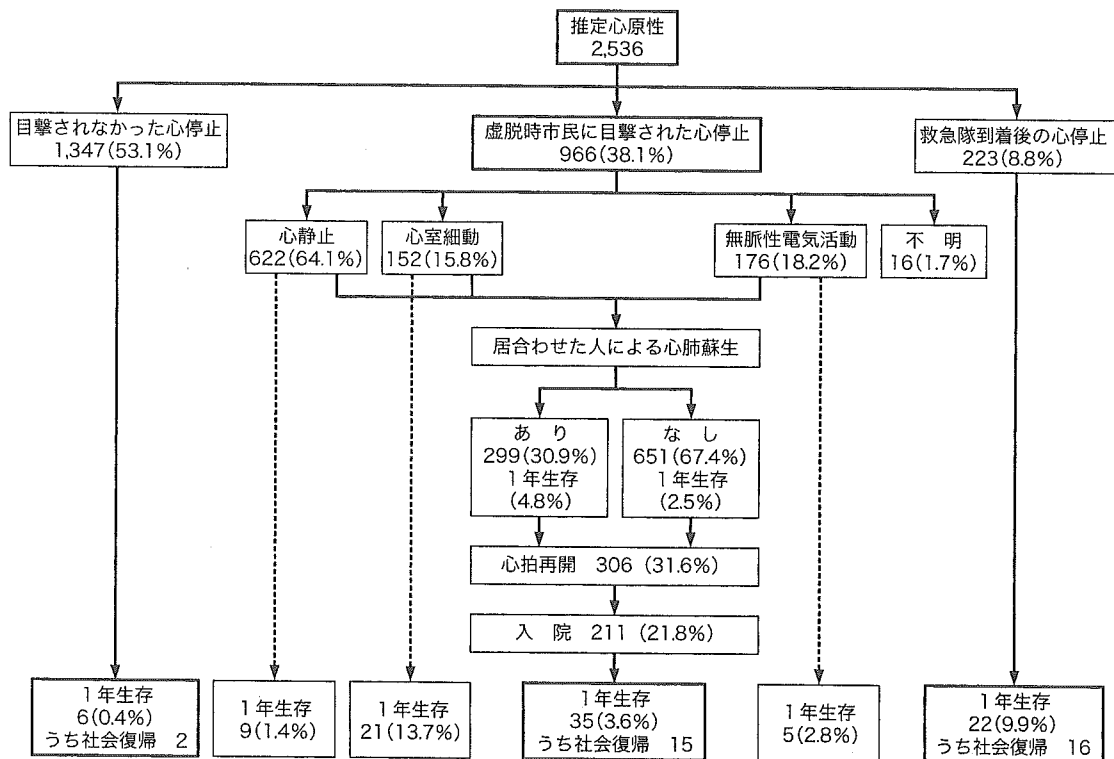 推定心原性
2,536
目撃されなかった心停止
1,347(53.1%)
虚脱時市民に目撃された心停止
966(38.1%)
救急隊到着後の心停止
223(8.8%)
心静止
622(64.1%)
心室細動
152(15.8%)
無脈性電気活動
176(18.2%)
不 明
16(1.7%)
居合わせた人による心肺蘇生
あ り
299(30.9%)
1年生存
(4.8%)
な し
651(67.4%)
1年生存
(2.5%)
心拍再開 306 (31.6%)
入 院 211 (21.8%)
1年生存
6(0.4%)
うち社会復帰 2
1年生存
9(1.4%)
1年生存
21(13.7%)
1年生存
35(3.6%)
うち社会復帰 15
1年生存
5(2.8%)
1年生存
22(9.9%)
うち社会復帰 16